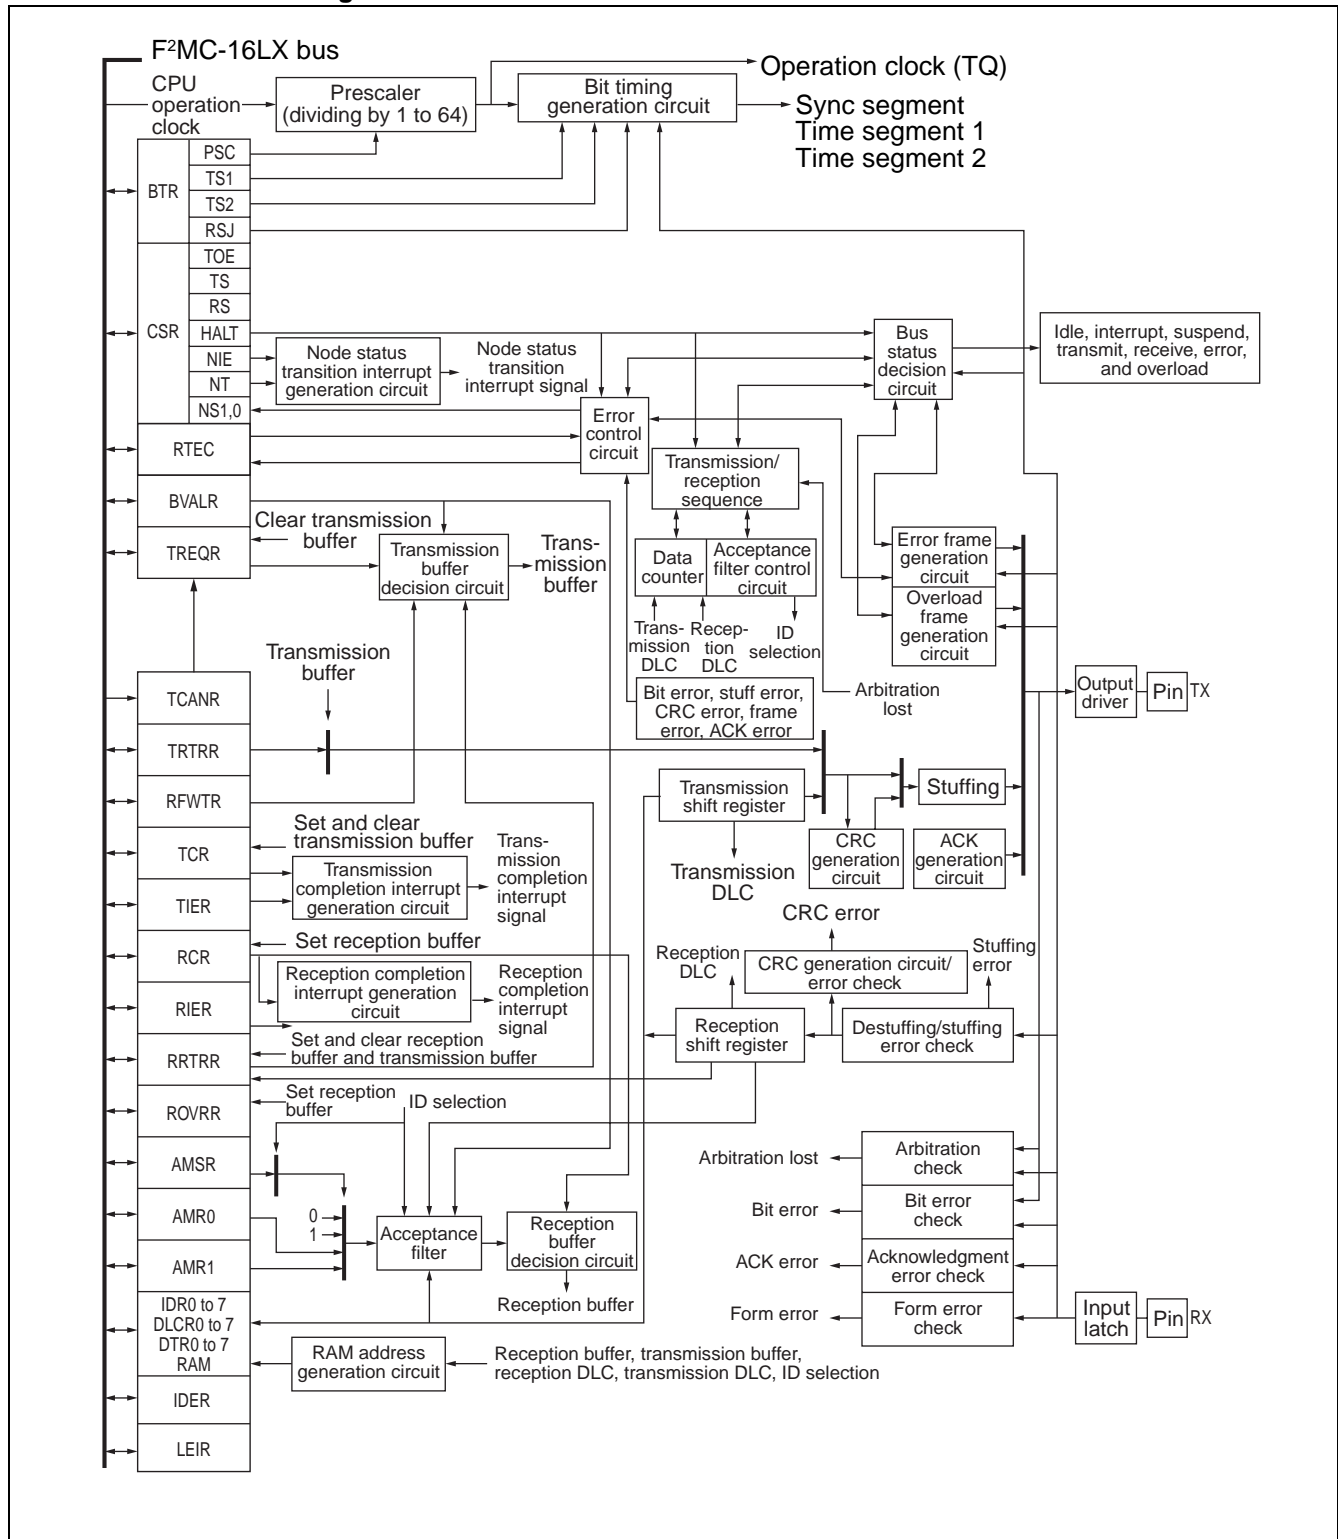 F²MC-16LX bus
CPU
operation
clock
Prescaler
(dividing by 1 to 64)
Bit timing
generation circuit
Operation clock (TQ)
Sync segment
Time segment 1
Time segment 2
BTR
PSC
TS1
TS2
RSJ
CSR
TOE
TS
RS
HALT
NIE
NT
NS1,0
Node status
transition interrupt
generation circuit
Node status
transition
interrupt signal
Bus
status
decision
circuit
Idle, interrupt, suspend,
transmit, receive, error,
and overload
Error
control
circuit
RTEC
BVALR
TREQR
Clear transmission
buffer
Transmission
buffer
decision circuit
Trans-
mission
buffer
Transmission/
reception
sequence
Data
counter
Acceptance
filter control
circuit
Trans-
mission
DLC
Recep-
tion
DLC
ID
selection
Error frame
generation
circuit
Overload
frame
generation
circuit
Bit error, stuff error,
CRC error, frame
error, ACK error
Arbitration
lost
Output
driver
Pin
TX
Transmission
buffer
TCANR
TRTRR
RFWTR
TCR
TIER
RCR
RIER
RRTRR
ROVRR
AMSR
AMR0
AMR1
IDR0 to 7
DLCR0 to 7
DTR0 to 7
RAM
IDER
LEIR
Set and clear
transmission buffer
Transmission
completion interrupt
generation circuit
Trans-
mission
completion
interrupt
signal
Set reception buffer
Reception completion
interrupt generation
circuit
Reception
completion
interrupt
signal
Set and clear reception
buffer and transmission buffer
Set reception
buffer
ID selection
Transmission
shift register
Transmission
DLC
CRC
generation
circuit
Stuffing
ACK
generation
circuit
CRC error
Reception
DLC
CRC generation circuit/
error check
Stuffing
error
Reception
shift register
Destuffing/stuffing
error check
Arbitration lost
Arbitration
check
Bit error
Bit error
check
ACK error
Acknowledgment
error check
Form error
Form error
check
Input
latch
Pin
RX
0
1
Acceptance
filter
Reception
buffer
decision circuit
Reception buffer
RAM address
generation circuit
Reception buffer, transmission buffer,
reception DLC, transmission DLC, ID selection